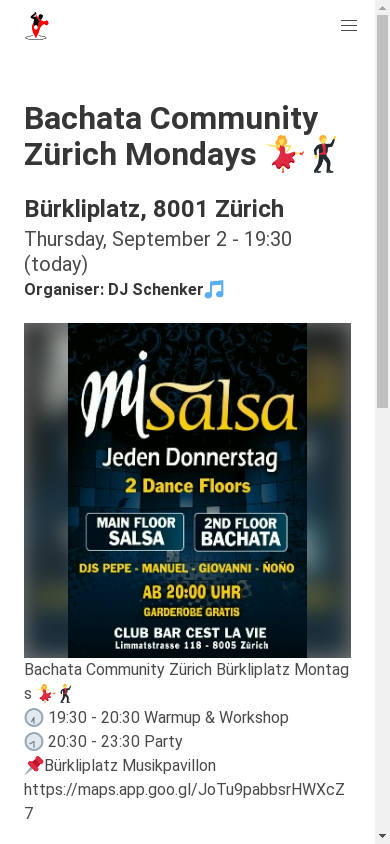 Bachata Community
Zürich Mondays 💃🕺
Bürkliplatz, 8001 Zürich
Thursday, September 2 - 19:30
(today)
Organiser: DJ Schenker🎵
mi Salsa
Jeden Donnerstag
2 Dance Floors
MAIN FLOOR
SALSA
2ND FLOOR
BACHATA
DJS PEPE - MANUEL - GIOVANNI - ÑOÑO
AB 20:00 UHR
GARDEROBE GRATIS
CLUB BAR CEST LA VIE
Limmatstrasse 118 - 8005 Zürich
Bachata Community Zürich Bürkliplatz Montag
s 💃🕺
🕢 19:30 - 20:30 Warmup & Workshop
🕣 20:30 - 23:30 Party
📌Bürkliplatz Musikpavillon
https://maps.app.goo.gl/JoTu9pabbsrHWXcZ
7